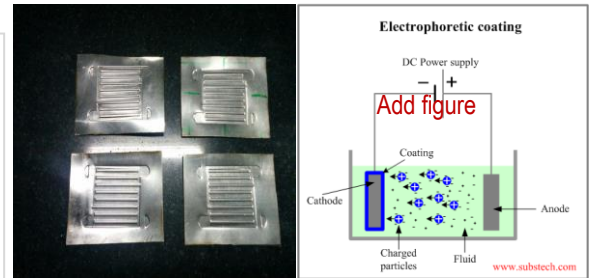 Electrophoretic coating
DC Power supply
− +
Add figure
Coating
Cathode
Anode
Charged
particles
Fluid
www.substech.com